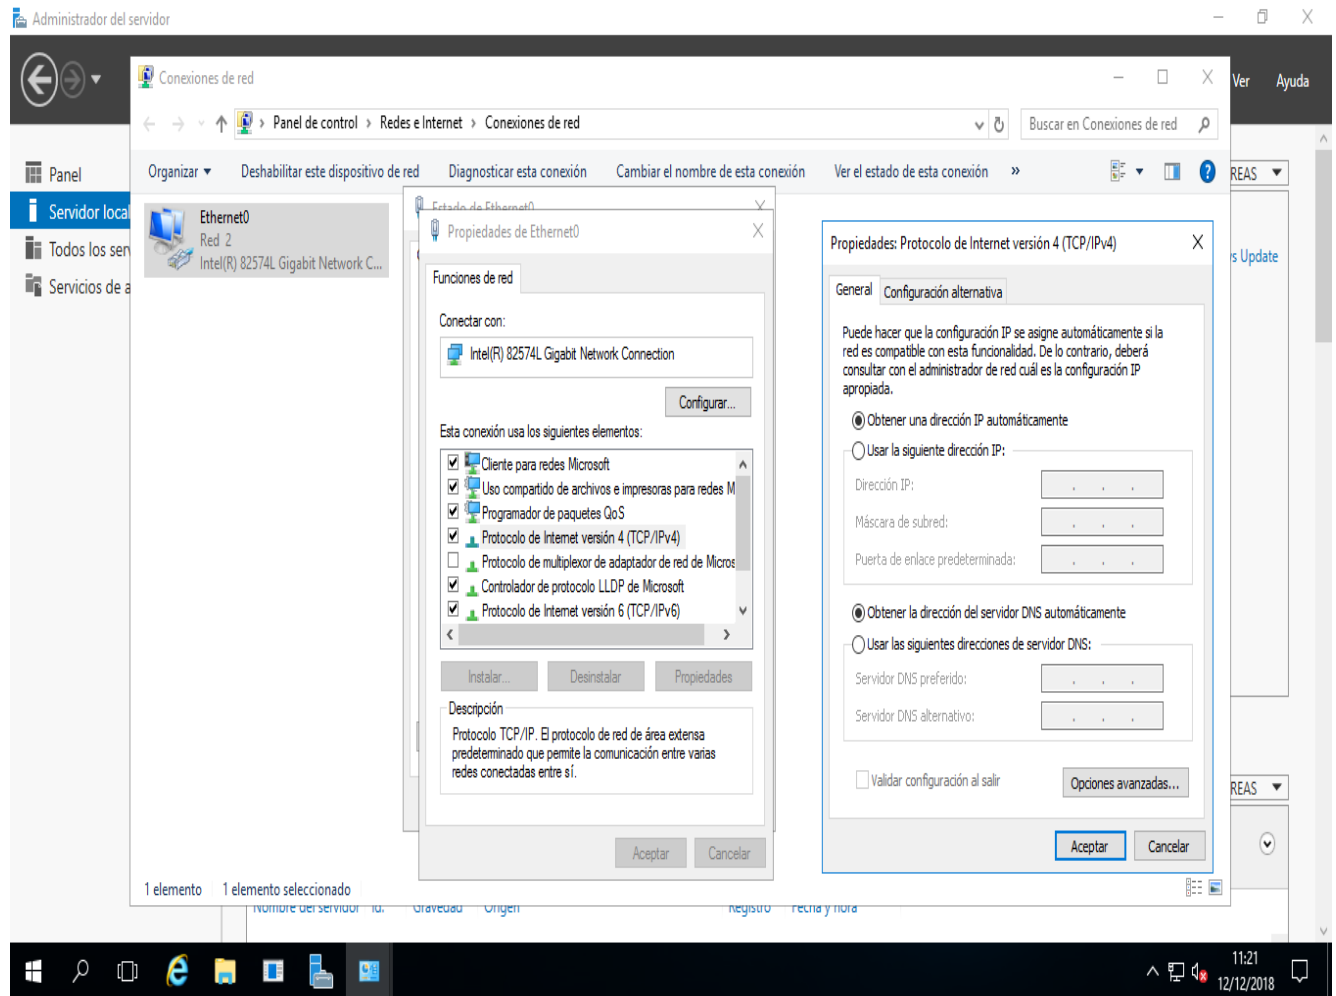 Administrador del servidor
Ver Ayuda
Conexiones de red
Panel de control > Redes e Internet > Conexiones de red
Buscar en Conexiones de red
Organizar Deshabilitar este dispositivo de red Diagnosticar esta conexión Cambiar el nombre de esta conexión Ver el estado de esta conexión »
Panel
Servidor local
Todos los serv
Servicios de a
Ethernet0
Red 2
Intel(R) 82574L Gigabit Network C...
Estado de Ethernet0
Propiedades de Ethernet0
Funciones de red
Conectar con:
Intel(R) 82574L Gigabit Network Connection
Configurar...
Esta conexión usa los siguientes elementos:
Cliente para redes Microsoft
Uso compartido de archivos e impresoras para redes M
Programador de paquetes QoS
Protocolo de Internet versión 4 (TCP/IPv4)
Protocolo de multiplexor de adaptador de red de Micros
Controlador de protocolo LLDP de Microsoft
Protocolo de Internet versión 6 (TCP/IPv6)
Instalar... Desinstalar Propiedades
Descripción
Protocolo TCP/IP. El protocolo de red de área extensa
predeterminado que permite la comunicación entre varias
redes conectadas entre sí.
Aceptar Cancelar
Propiedades: Protocolo de Internet versión 4 (TCP/IPv4)
General Configuración alternativa
Puede hacer que la configuración IP se asigne automáticamente si la
red es compatible con esta funcionalidad. De lo contrario, deberá
consultar con el administrador de red cuál es la configuración IP
apropiada.
Obtener una dirección IP automáticamente
Usar la siguiente dirección IP:
Dirección IP:
Máscara de subred:
Puerta de enlace predeterminada:
Obtener la dirección del servidor DNS automáticamente
Usar las siguientes direcciones de servidor DNS:
Servidor DNS preferido:
Servidor DNS alternativo:
Validar configuración al salir
Opciones avanzadas...
Aceptar Cancelar
REAS
s Update
REAS
1 elemento 1 elemento seleccionado
Nombre del servidor Id. Gravedad Origen Registro Fecha y hora
11:21
12/12/2018